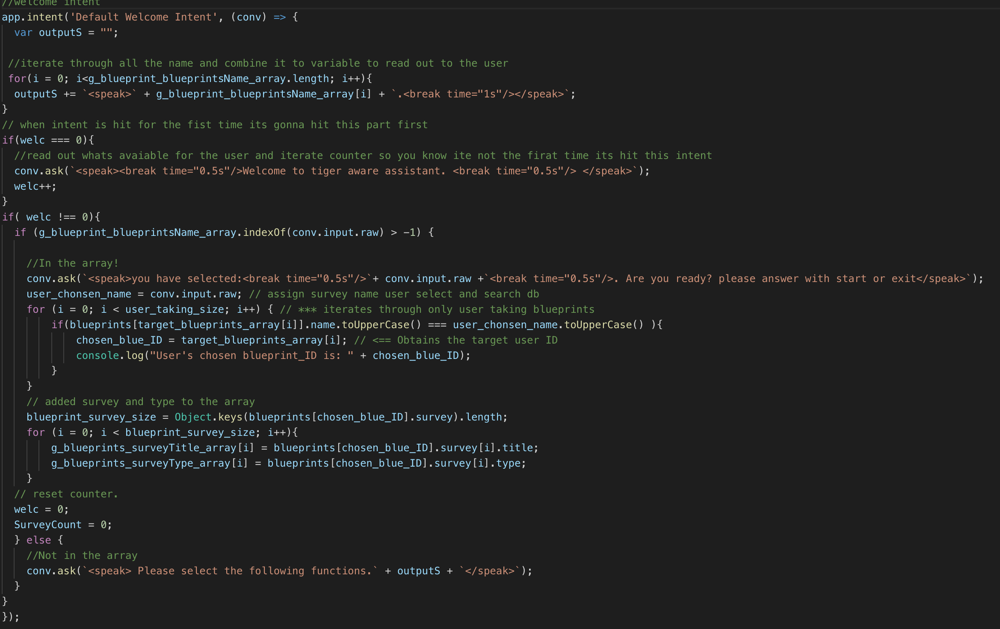 //welcome intent
app.intent('Default Welcome Intent', (conv) => {
  var outputS = "";

 //iterate through all the name and combine it to variable to read out to the user
 for(i = 0; i<g_blueprint_blueprintsName_array.length; i++){
  outputS += `<speak>` + g_blueprint_blueprintsName_array[i] + `.<break time="1s"/></speak>`;
}
// when intent is hit for the fist time its gonna hit this part first
if(welc === 0){
  //read out whats avaiable for the user and iterate counter so you know ite not the firat time its hit this intent
  conv.ask(`<speak><break time="0.5s"/>Welcome to tiger aware assistant. <break time="0.5s"/> </speak>`);
  welc++;
}
if( welc !== 0){
  if (g_blueprint_blueprintsName_array.indexOf(conv.input.raw) > -1) {

    //In the array!
    conv.ask(`<speak>you have selected:<break time="0.5s"/>`+ conv.input.raw +`<break time="0.5s"/>. Are you ready? please answer with start or exit</speak>`);
    user_chonsen_name = conv.input.raw; // assign survey name user select and search db
    for (i = 0; i < user_taking_size; i++) { // *** iterates through only user taking blueprints
        if(blueprints[target_blueprints_array[i]].name.toUpperCase() === user_chonsen_name.toUpperCase() ){
            chosen_blue_ID = target_blueprints_array[i]; // <== Obtains the target user ID
            console.log("User's chosen blueprint_ID is: " + chosen_blue_ID);
        }
    }
    // added survey and type to the array
    blueprint_survey_size = Object.keys(blueprints[chosen_blue_ID].survey).length;
    for (i = 0; i < blueprint_survey_size; i++){
        g_blueprints_surveyTitle_array[i] = blueprints[chosen_blue_ID].survey[i].title;
        g_blueprints_surveyType_array[i] = blueprints[chosen_blue_ID].survey[i].type;
    }
  // reset counter.
  welc = 0;
  SurveyCount = 0;
  } else {
    //Not in the array
    conv.ask(`<speak> Please select the following functions.` + outputS + `</speak>`);
  }
}
});